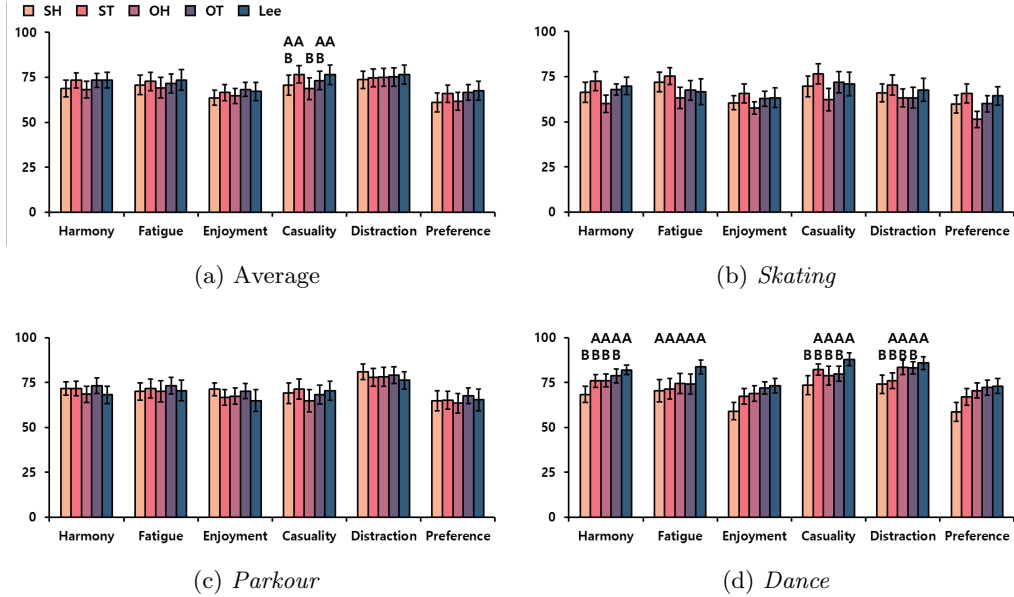 SH ST OH OT Lee
100
75
50
25
0
AA AA
B BB
Harmony Fatigue Enjoyment Casuality Distraction Preference
(a) Average
100
75
50
25
0
Harmony Fatigue Enjoyment Casuality Distraction Preference
(b) Skating
100
75
50
25
0
Harmony Fatigue Enjoyment Casuality Distraction Preference
(c) Parkour
100
75
50
25
0
AAAA AAAAA AAAA AAAA
BBBB BBBB BBBB
Harmony Fatigue Enjoyment Casuality Distraction Preference
(d) Dance